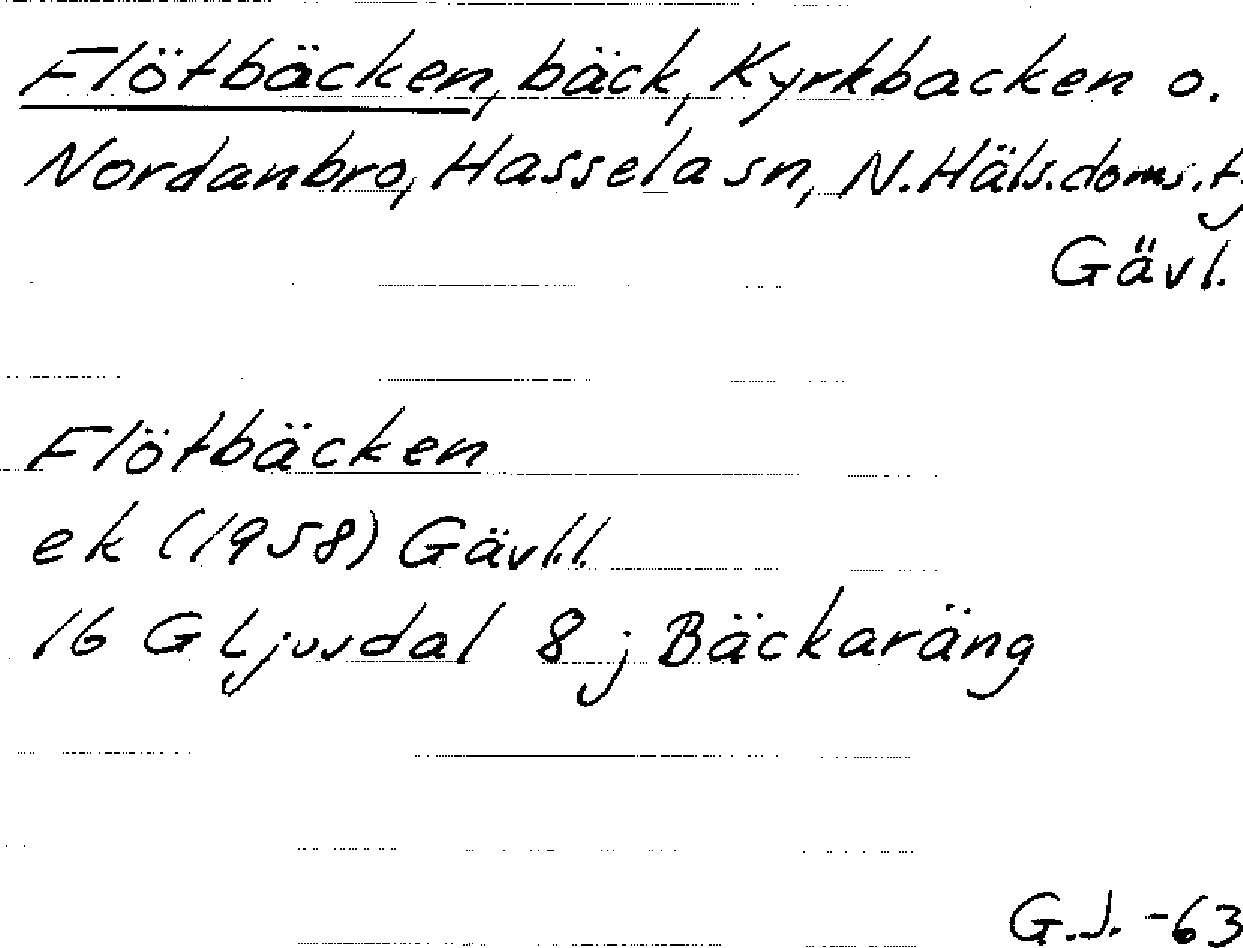 Flötbäcken, bäck, Kyrkbacken o.
Nordanbro, Hassela sn, N. Häls. doms. t.
Gävl.
Flötbäcken
ek (1958) Gävl.l.
16 G Ljusdal 8 j Bäckaräng
G.J. -63